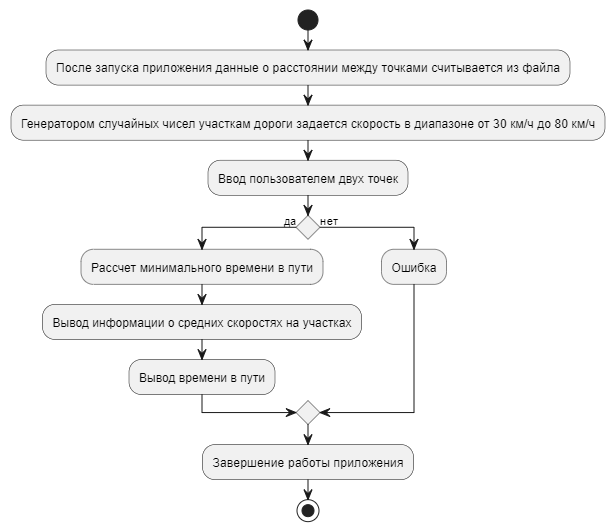 После запуска приложения данные о расстоянии между точками считывается из файла
Генератором случайных чисел участкам дороги задается скорость в диапазоне от 30 км/ч до 80 км/ч
Ввод пользователем двух точек
да
нет
Рассчет минимального времени в пути
Ошибка
Вывод информации о средних скоростях на участках
Вывод времени в пути
Завершение работы приложения